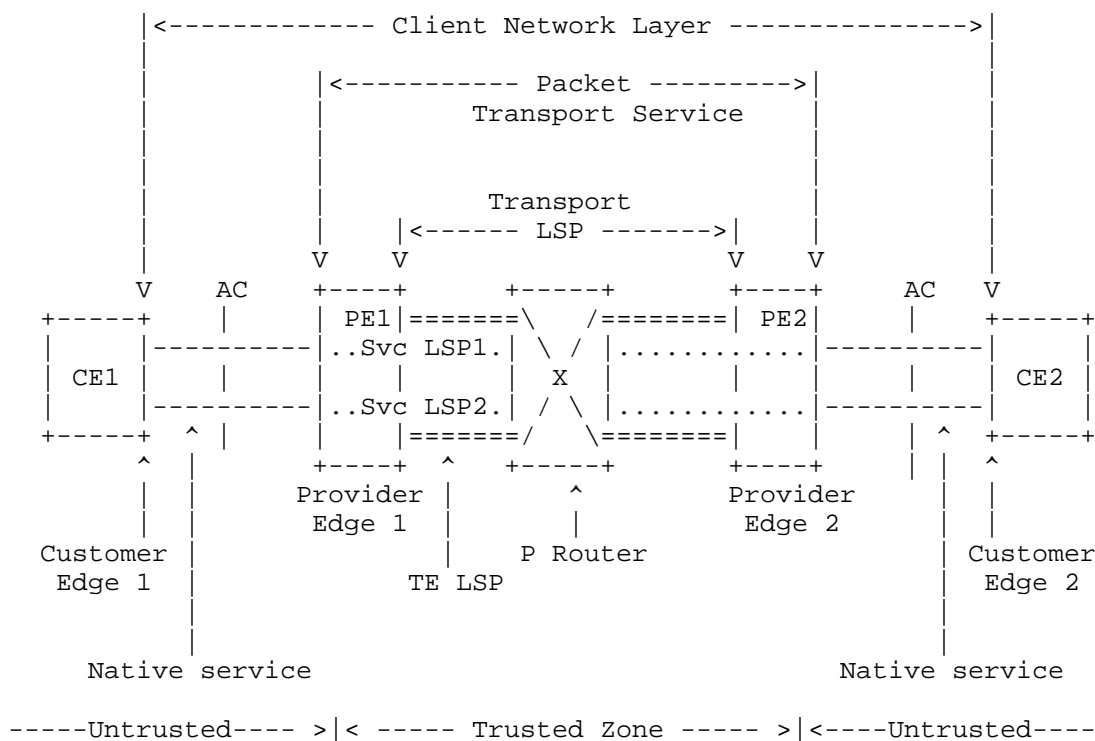 |<------------ Client Network Layer --------------->|
|<----------- Packet --------->|
Transport Service
Transport
|<------ LSP ------->|
V V V V
V AC +----+ +-----+ +----+ AC V
+-----+ | | PE1|=======\ /========| PE2| | +-----+
| |----------|..Svc LSP1.| \ / |............|----------| |
| CE1 | | | | | X | | | | | CE2 |
| |----------|..Svc LSP2.| / \ |............|----------| |
+-----+ ^ | | |=======/ \========| | | ^ +-----+
^ | +----+ ^ +-----+ +----+ | | ^
| | Provider | ^ Provider | |
| | Edge 1 | | Edge 2 | |
Customer | | P Router | Customer
Edge 1 | TE LSP | Edge 2
Native service Native service
-----Untrusted---- >|< ----- Trusted Zone ----- >|<----Untrusted----